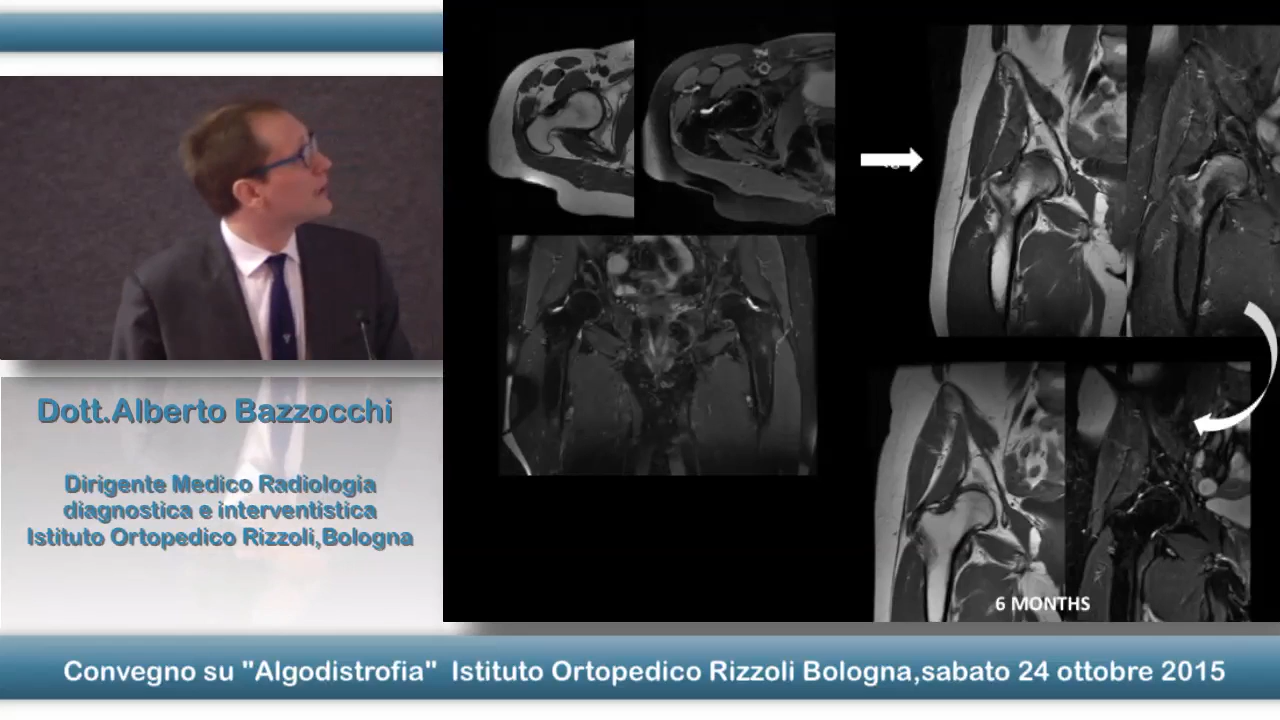 Dott.Alberto Bazzocchi
Dirigente Medico Radiologia
diagnostica e interventistica
Istituto Ortopedico Rizzoli,Bologna
6 MONTHS
Convegno su "Algodistrofia" Istituto Ortopedico Rizzoli Bologna,sabato 24 ottobre 2015